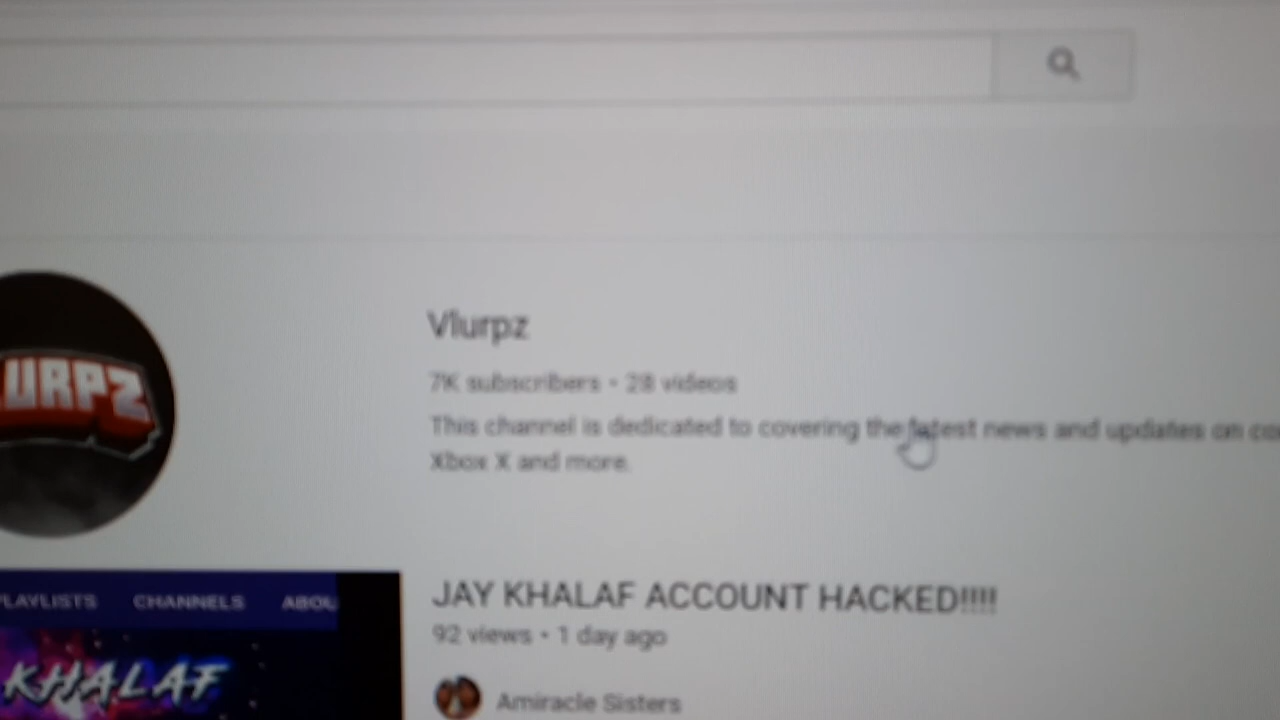 URPZ
Vlurpz
7K subscribers • 28 videos
This channel is dedicated to covering the latest news and updates on co
Xbox X and more.
PLAYLISTS CHANNELS ABOU
KHALAF
JAY KHALAF ACCOUNT HACKED!!!!
92 views • 1 day ago
Amiracle Sisters